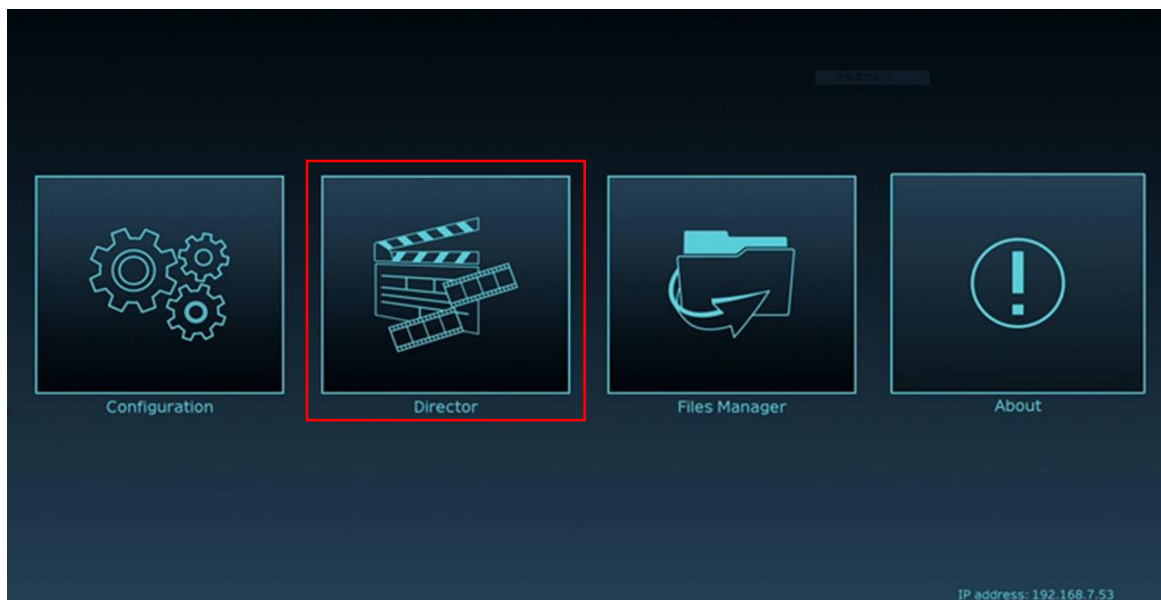 Configuration
Director
Files Manager
About
IP address: 192.168.7.53